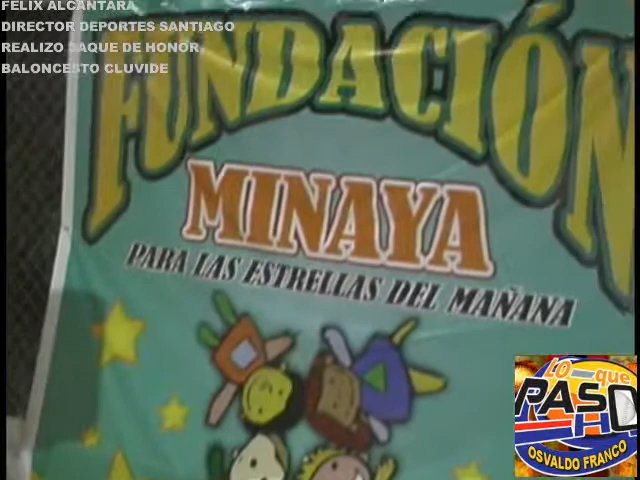 FELIX ALCANTARA
DIRECTOR DEPORTES SANTIAGO
REALIZO SAQUE DE HONOR
BALONCESTO CLUVIDE
FUNDACIÓN
MINAYA
PARA LAS ESTRELLAS DEL MAÑANA
LO que
PASO
OSVALDO FRANCO